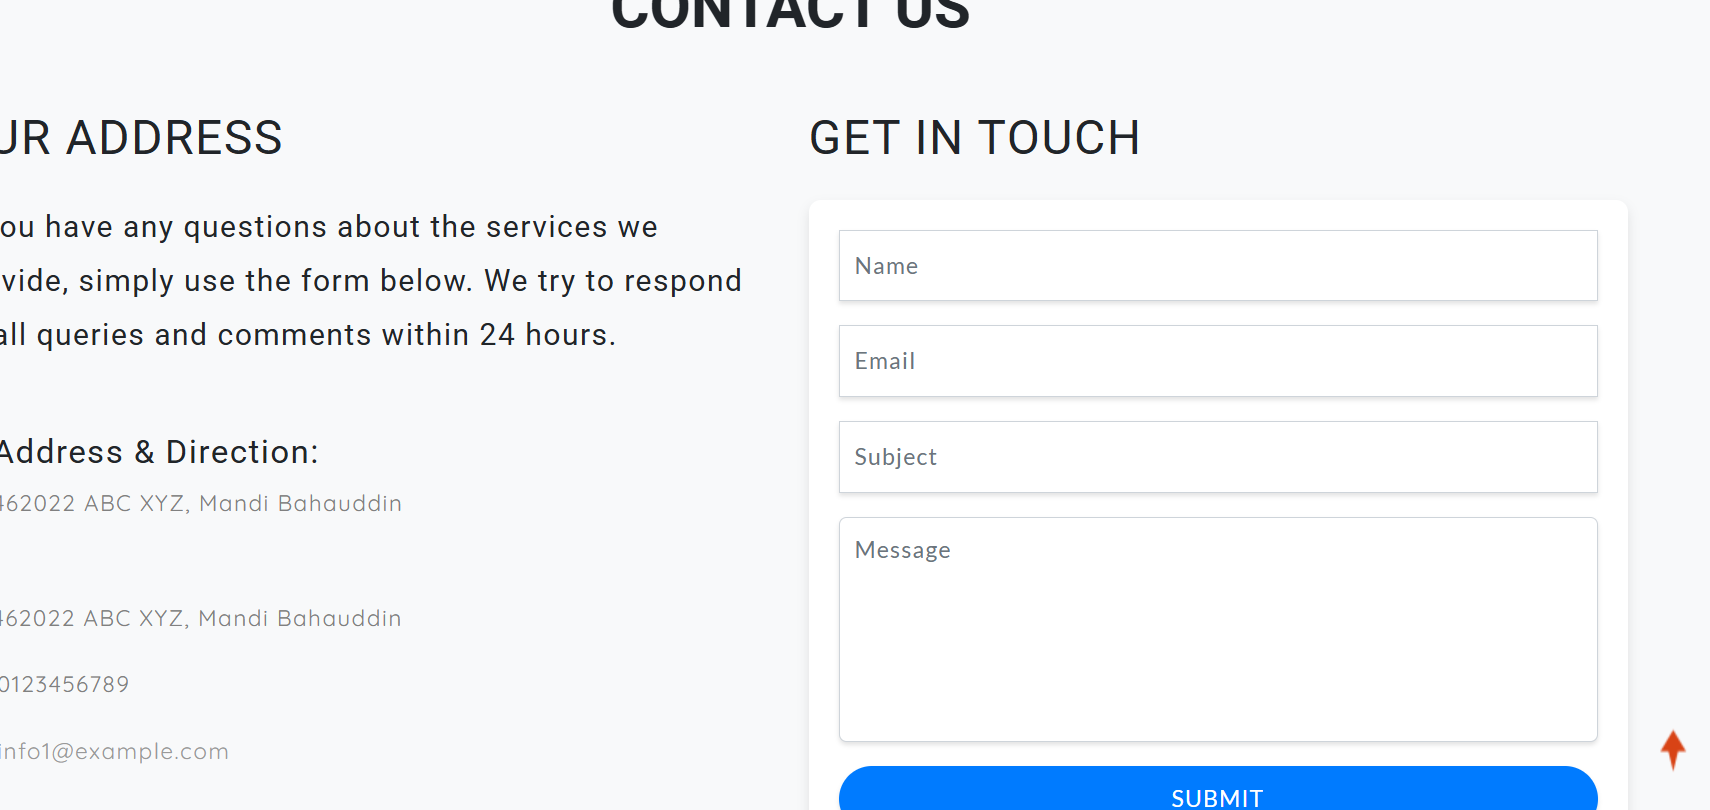 CONTACT US
UR ADDRESS
ou have any questions about the services we
vide, simply use the form below. We try to respond
all queries and comments within 24 hours.
Address & Direction:
462022 ABC XYZ, Mandi Bahauddin
462022 ABC XYZ, Mandi Bahauddin
0123456789
info1@example.com
GET IN TOUCH
Name
Email
Subject
Message
SUBMIT